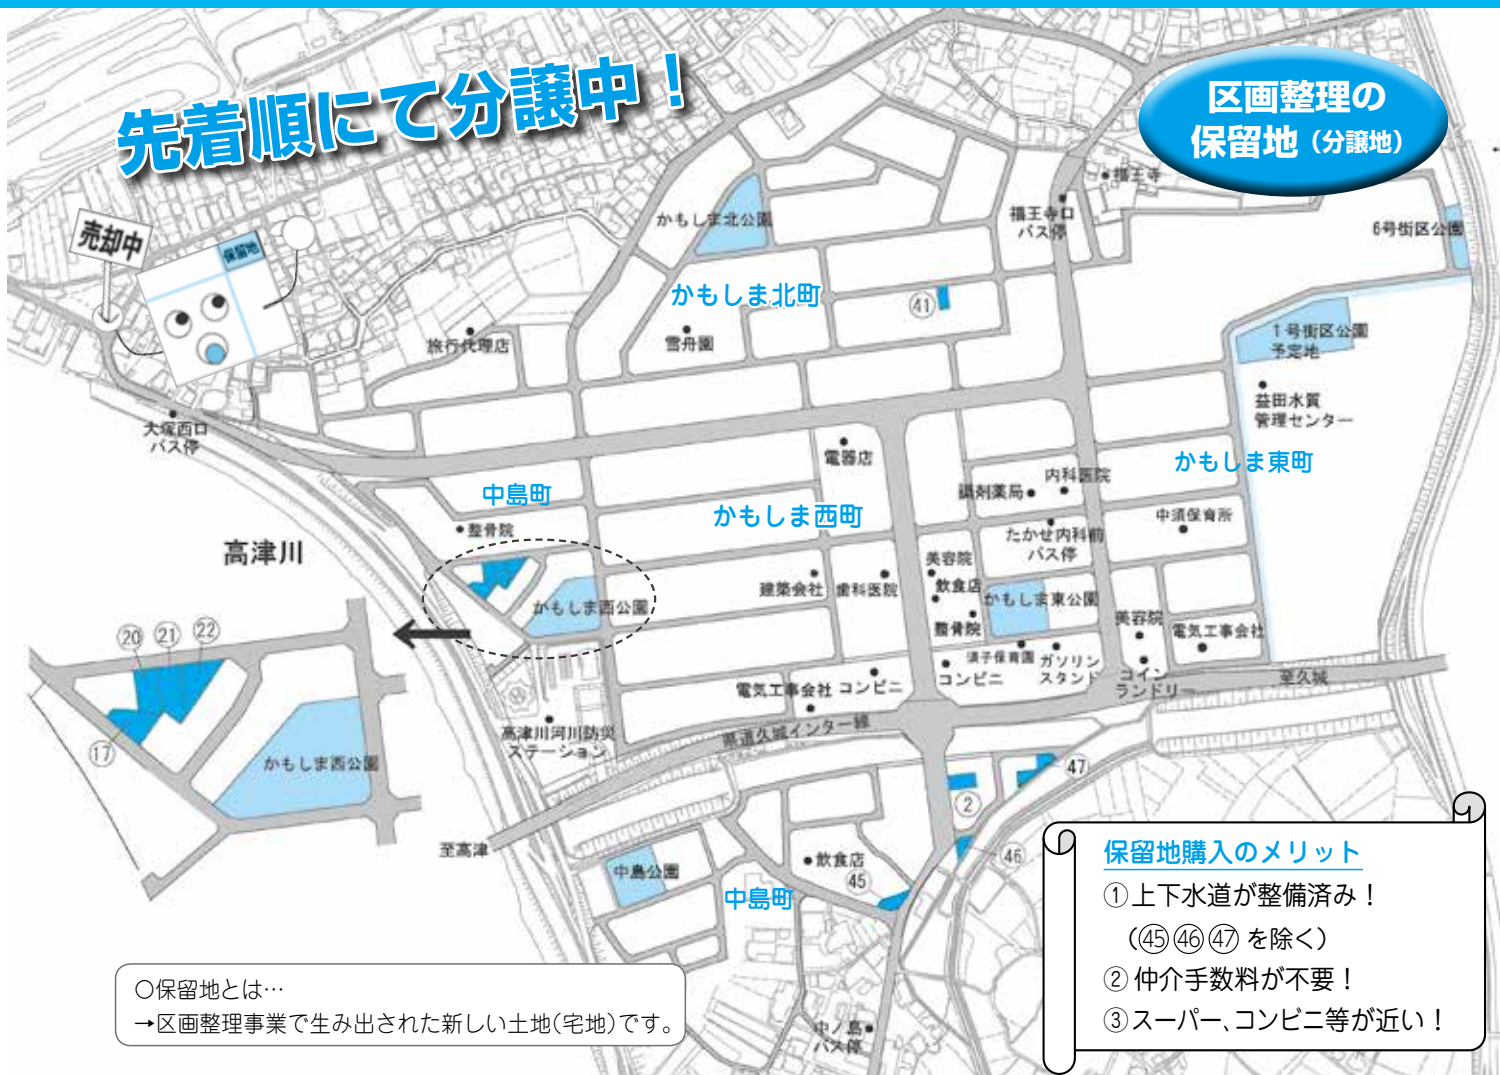 先着順にて分譲中！
区画整理の
保留地（分譲地）
売却中
保留地
福王寺
福王寺口
バス停
かもしま北公園
6号街区公園
かもしま北町
㊶
1号街区公園
予定地
旅行代理店
雪舟園
益田水質
管理センター
大塚西口
バス停
電器店
かもしま東町
中島町
内科医院
調剤薬局
かもしま西町
中須保育所
整骨院
たかせ内科前
バス停
高津川
美容院
建築会社
歯科医院
飲食店
かもしま東公園
かもしま西公園
整骨院
美容院
電気工事会社
⑳
㉑
㉒
須子保育園
ガソリン
スタンド
コンビニ
コイン
ランドリー
至久城
電気工事会社
コンビニ
高津川河川防災
ステーション
県道久城インター線
⑰
かもしま西公園
㊼
②
至高津
㊻
中島公園
飲食店
㊺
中島町
中ノ島
バス停
保留地購入のメリット
①上下水道が整備済み！
（㊺㊻㊼を除く）
②仲介手数料が不要！
③スーパー、コンビニ等が近い！
○保留地とは…
→区画整理事業で生み出された新しい土地(宅地)です。